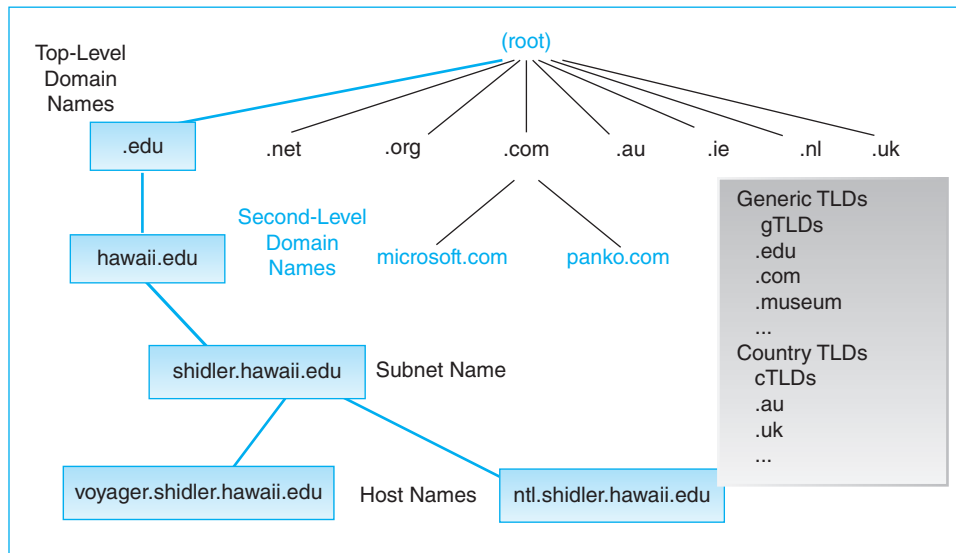 (root)
Top-Level
Domain
Names
.edu
.net
.org
.com
.au
.ie
.nl
.uk
hawaii.edu
Second-Level
Domain
Names
microsoft.com
panko.com
Generic TLDs
gTLDs
.edu
.com
.museum
...
Country TLDs
cTLDs
.au
.uk
...
shidler.hawaii.edu
Subnet Name
voyager.shidler.hawaii.edu
Host Names
ntl.shidler.hawaii.edu